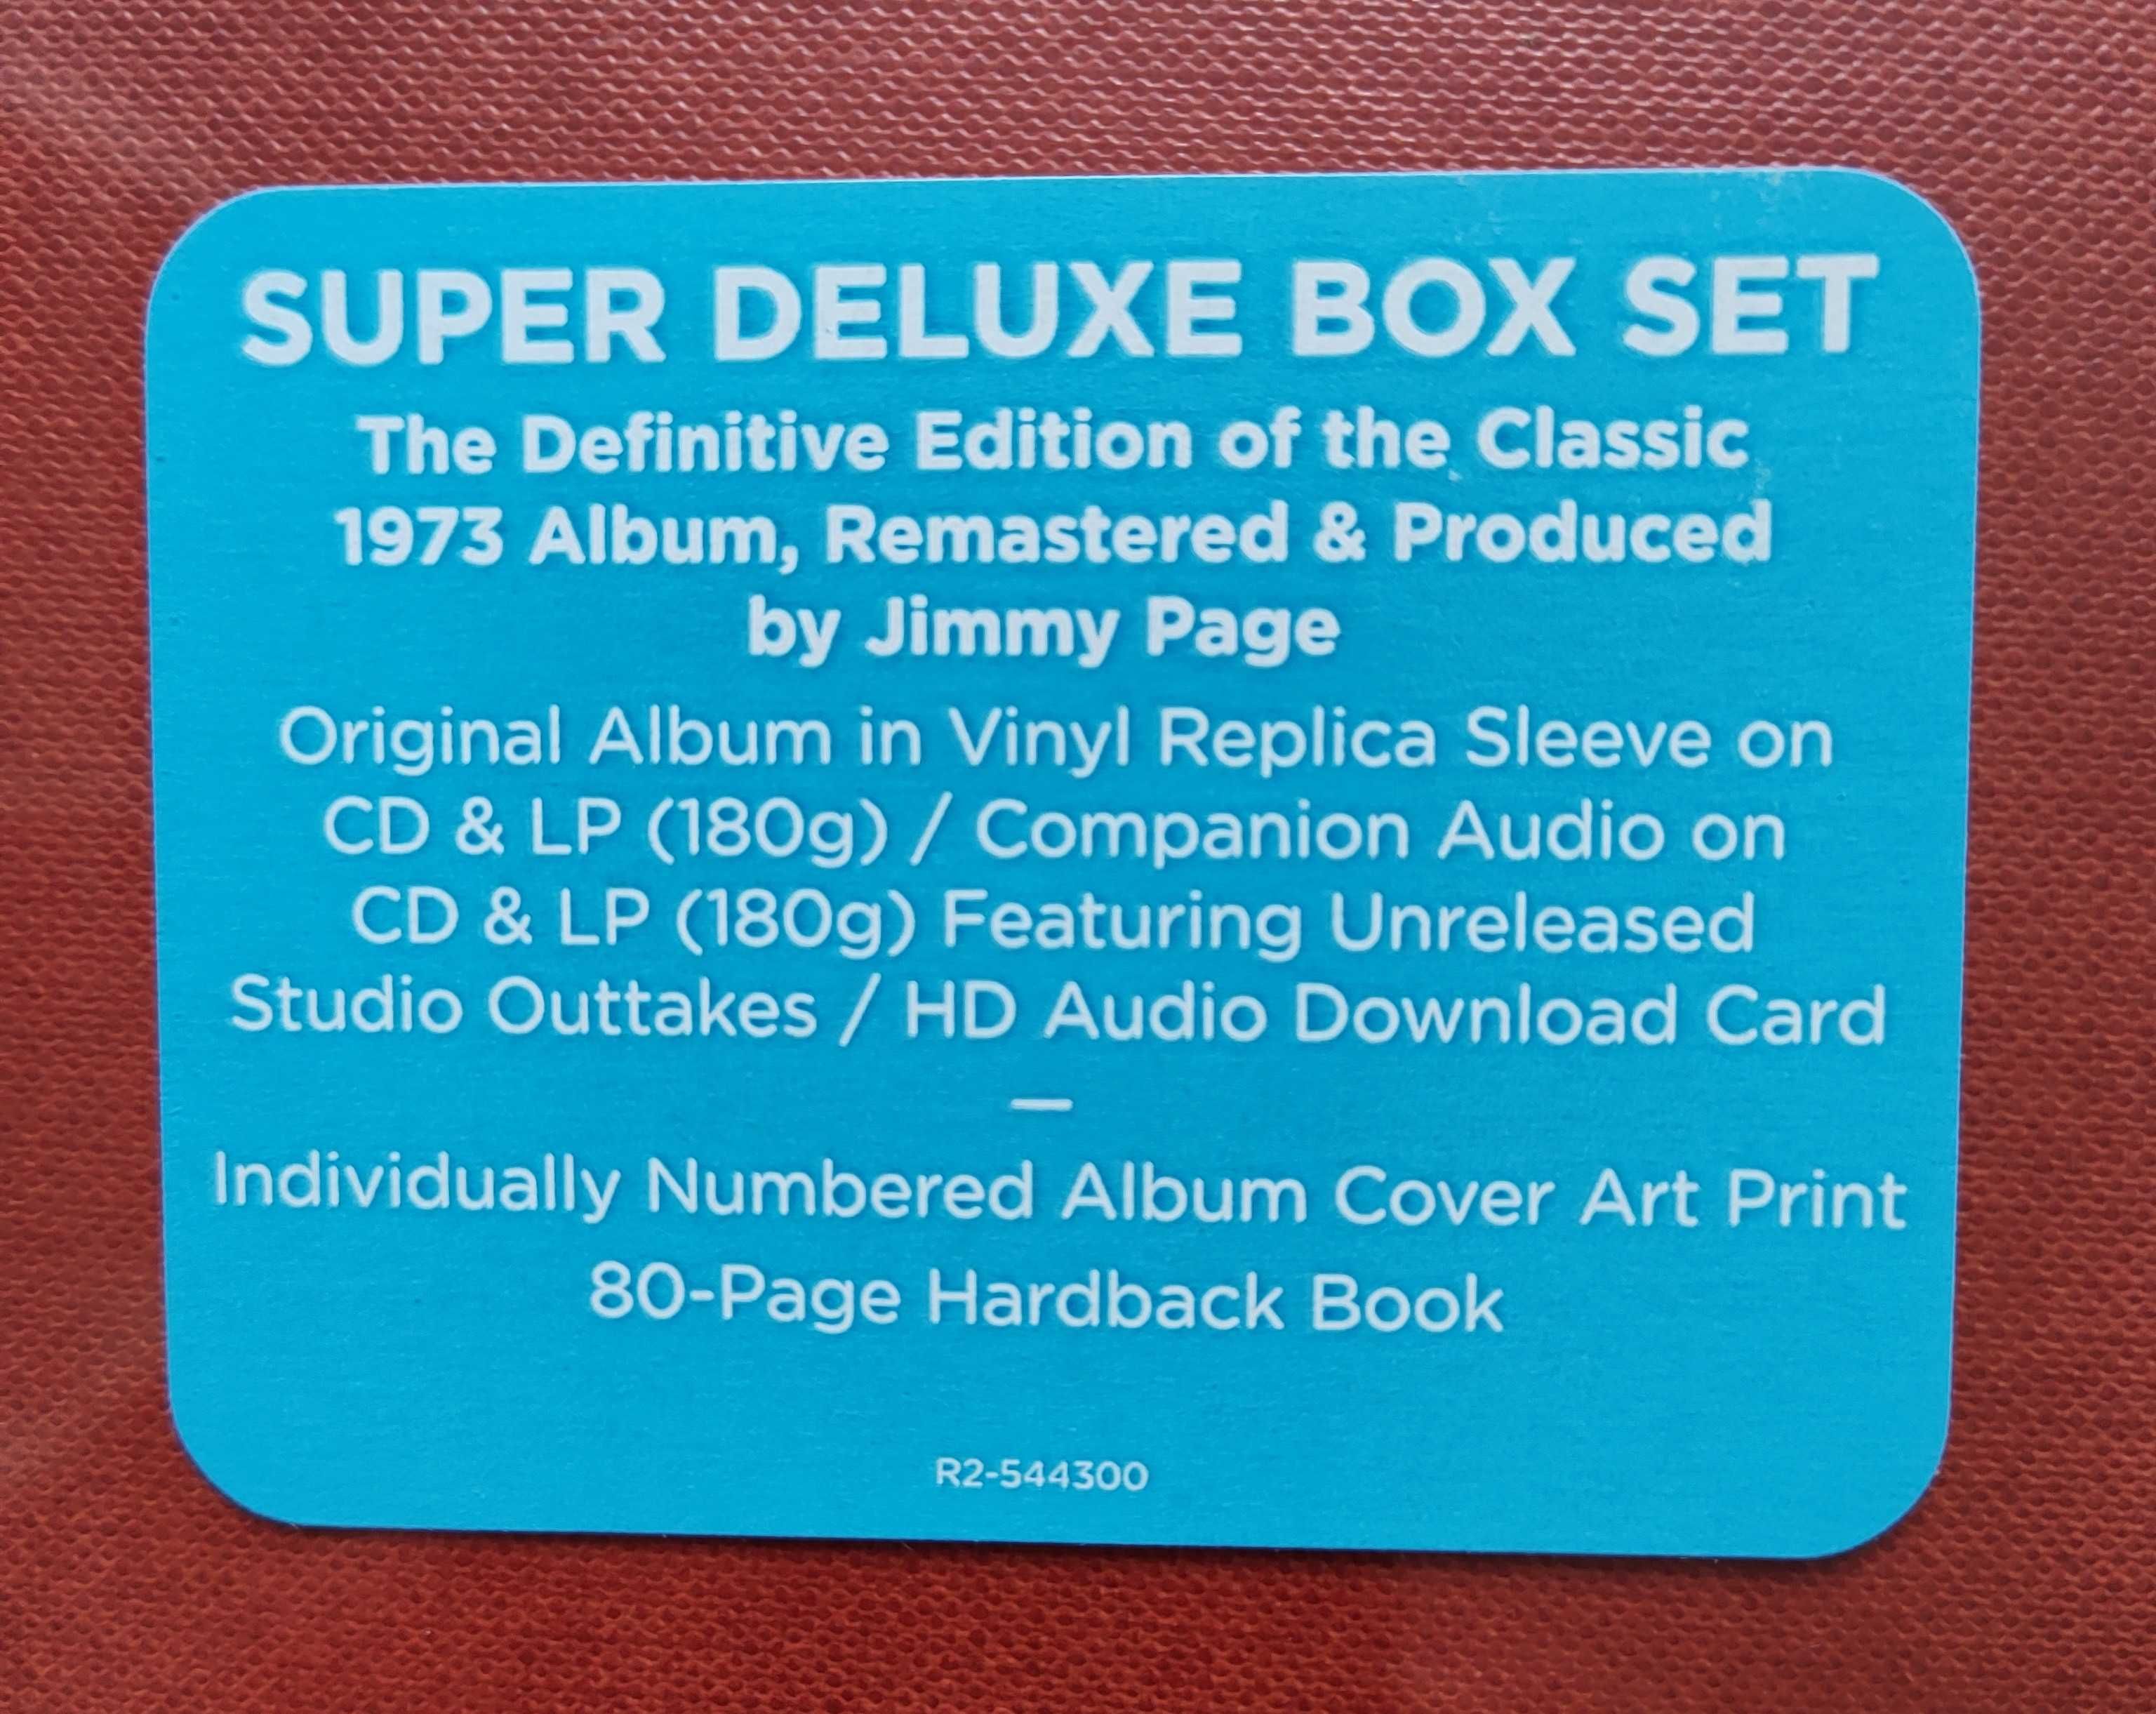 SUPER DELUXE BOX SET
The Definitive Edition of the Classic
1973 Album, Remastered & Produced
by Jimmy Page
Original Album in Vinyl Replica Sleeve on
CD & LP (180g) / Companion Audio on
CD & LP (180g) Featuring Unreleased
Studio Outtakes / HD Audio Download Card
—
Individually Numbered Album Cover Art Print
80-Page Hardback Book
R2-544300